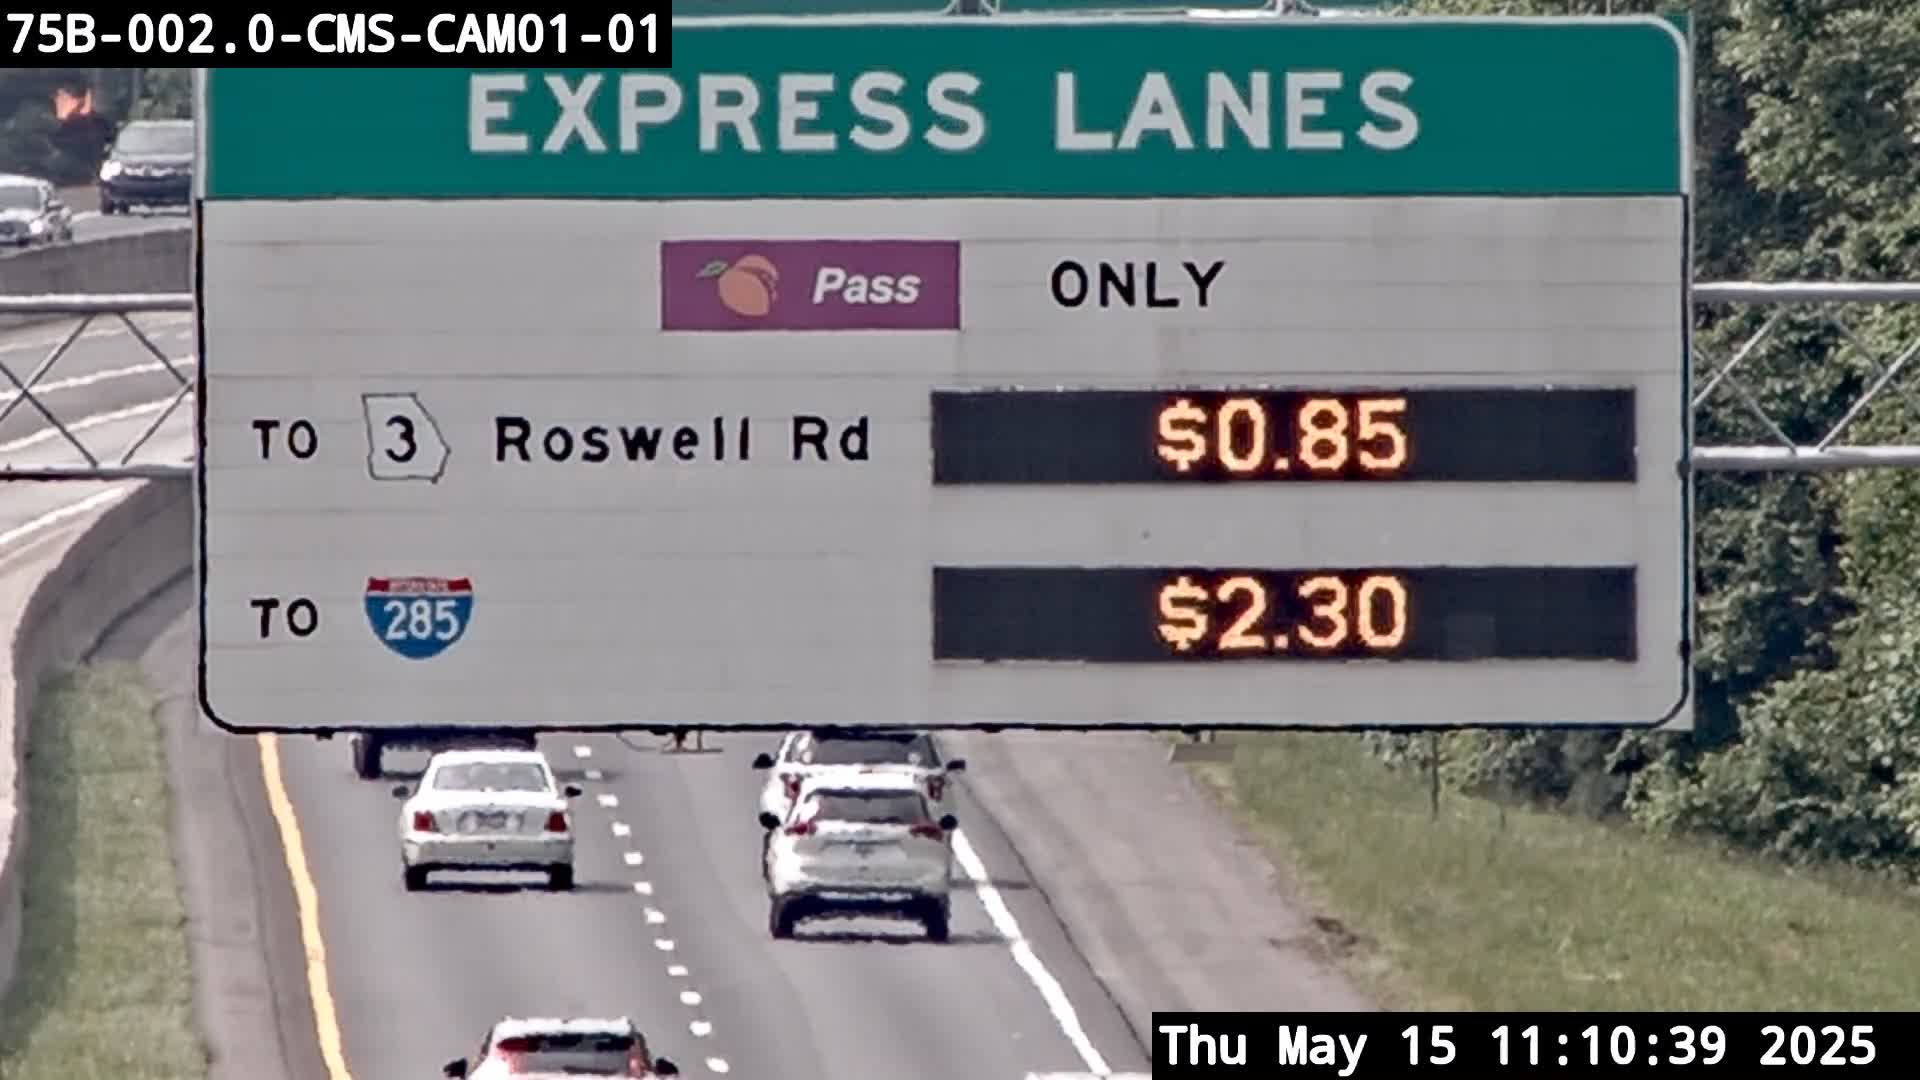 75B-002.0-CMS-CAM01-01
EXPRESS LANES
Pass ONLY
TO 3 Roswell Rd $0.85
TO INTERSTATE 285 $2.30
Thu May 15 11:10:39 2025